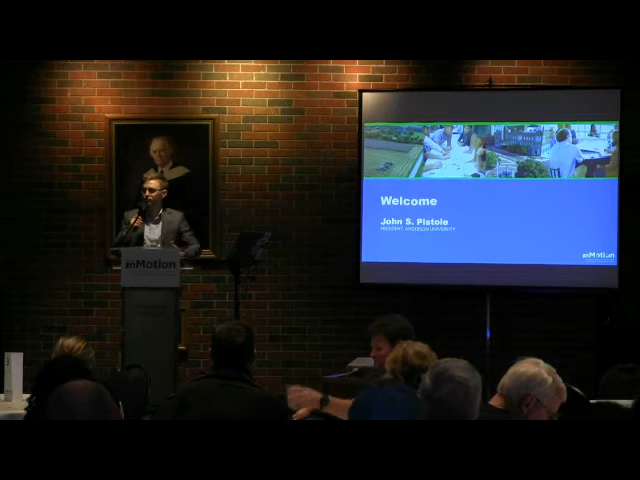 Welcome
John S. Pistole
PRESIDENT, ANDERSON UNIVERSITY
inMotion
inMotion